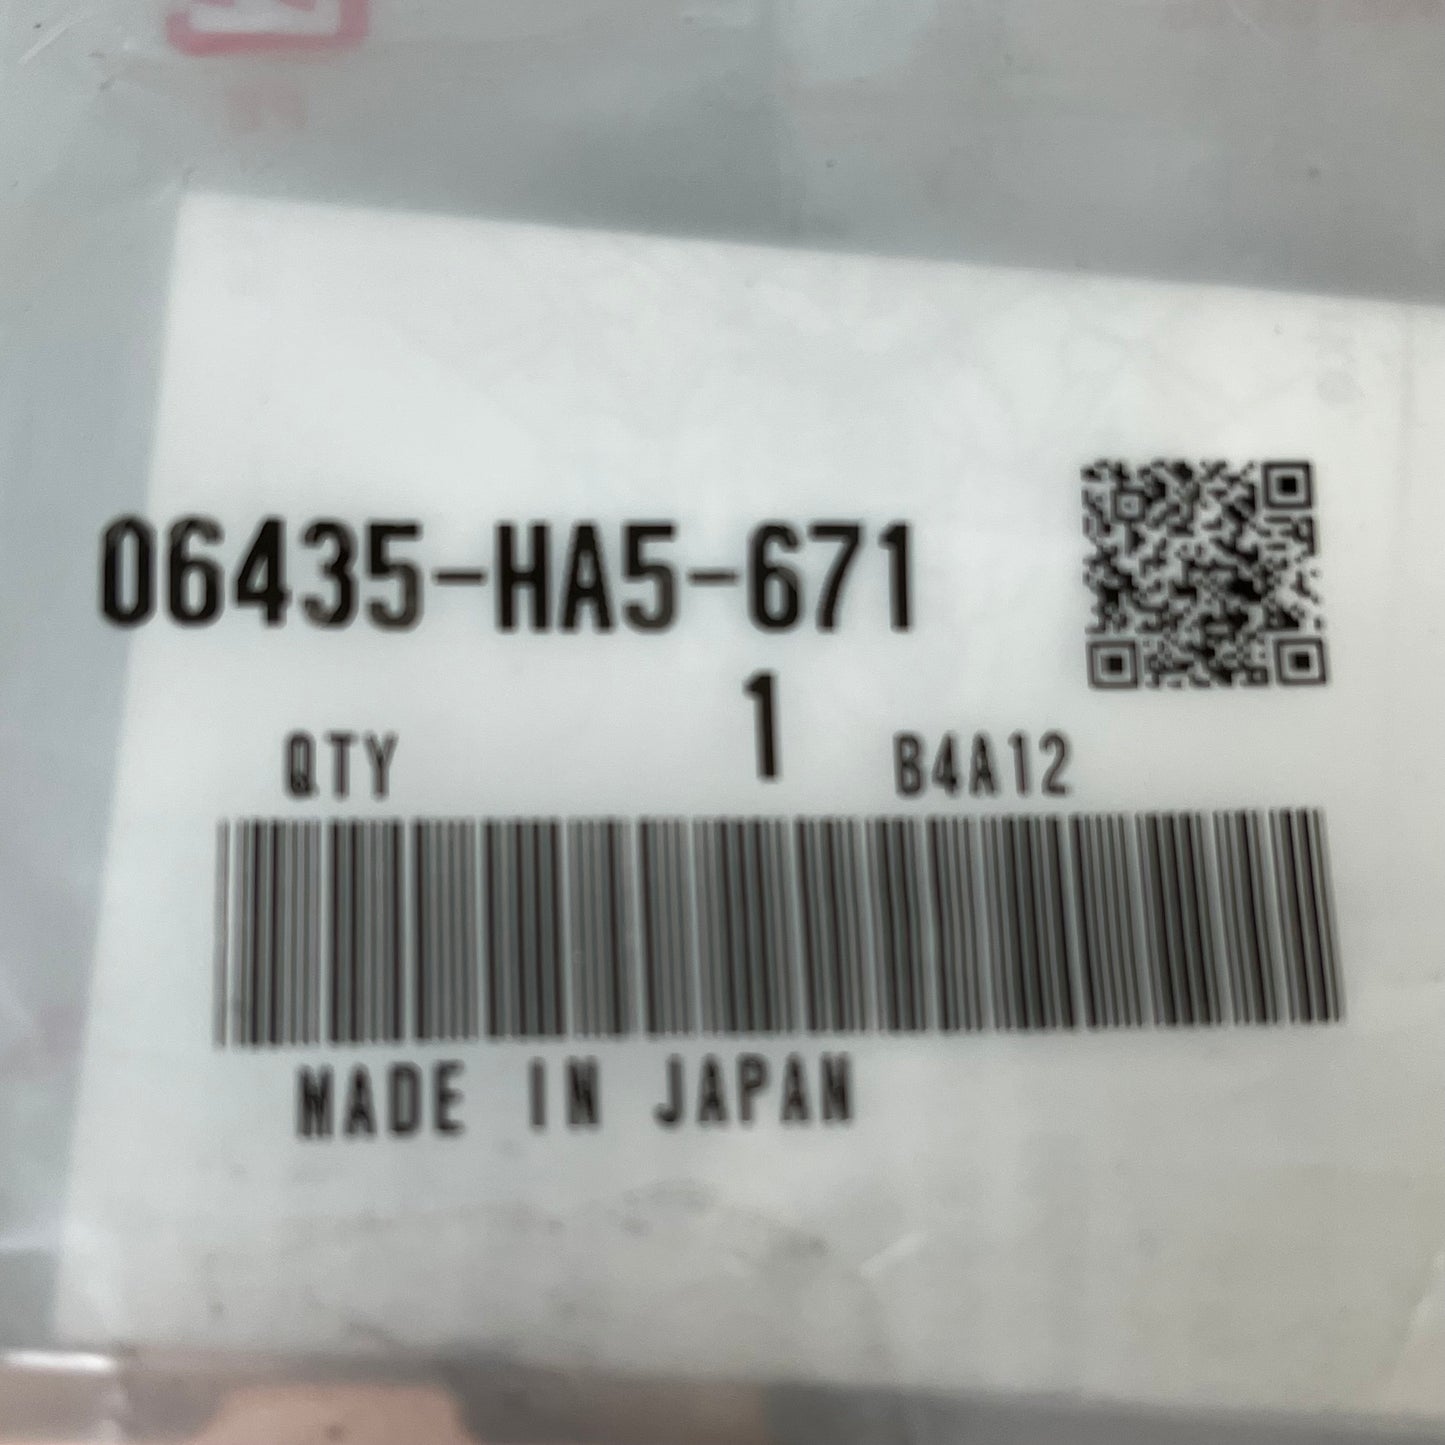 06435-HA5-671
1
QTY B4A12
MADE IN JAPAN